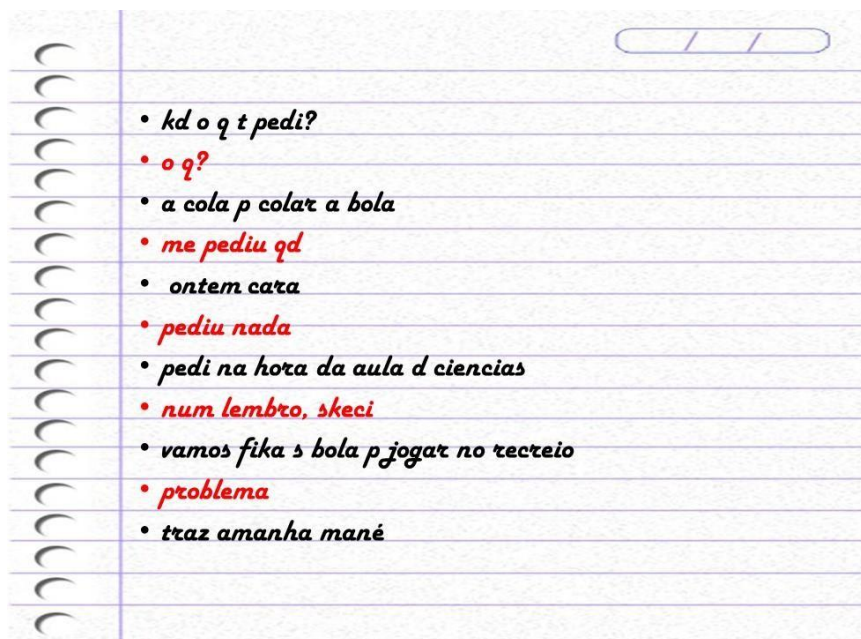 • kd o q t pedi?
• o q?
• a cola p colar a bola
• me pediu qd
• ontem cara
• pediu nada
• pedi na hora da aula d ciencias
• num lembro, skeci
• vamos fika s bola p jogar no recreio
• problema
• traz amanha mané